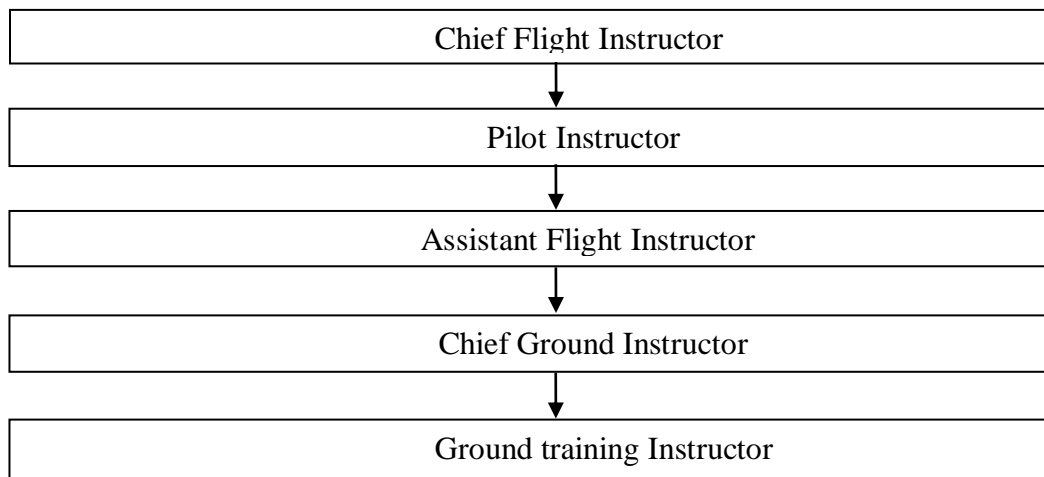 Chief Flight Instructor
Pilot Instructor
Assistant Flight Instructor
Chief Ground Instructor
Ground training Instructor